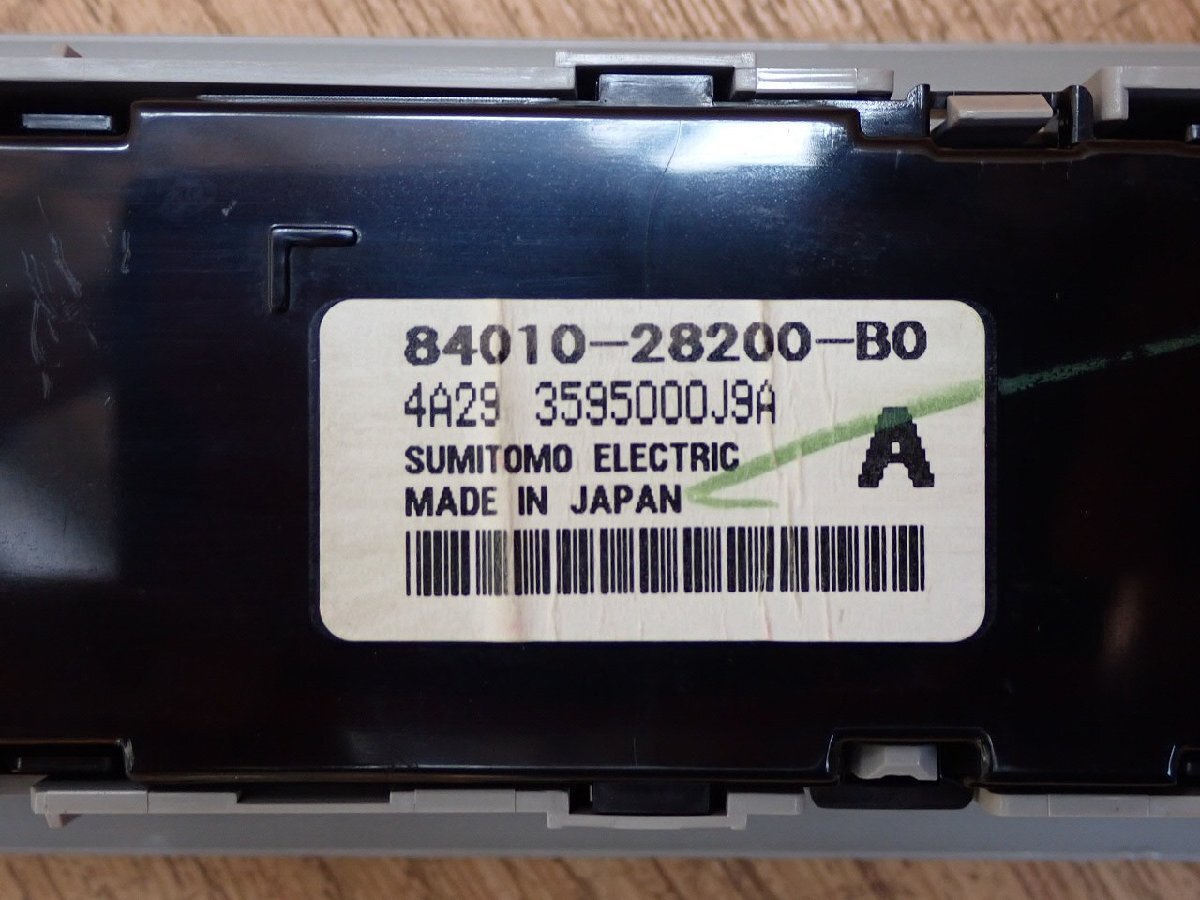 84010-28200-B0
4A29 3595000J9A
A
SUMITOMO ELECTRIC
MADE IN JAPAN